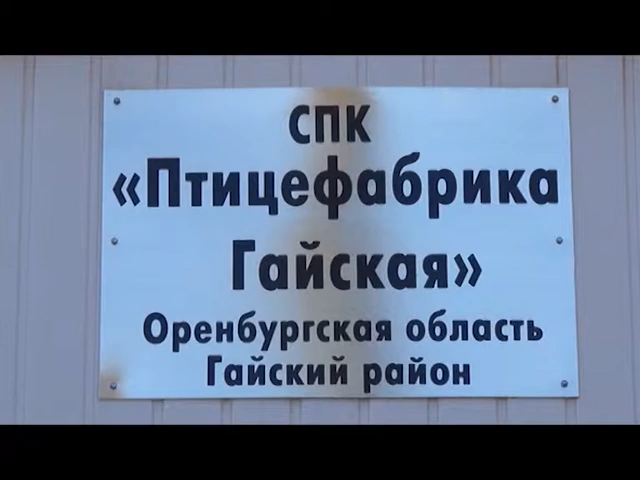 СПК
«Птицефабрика
Гайская»
Оренбургская область
Гайский район